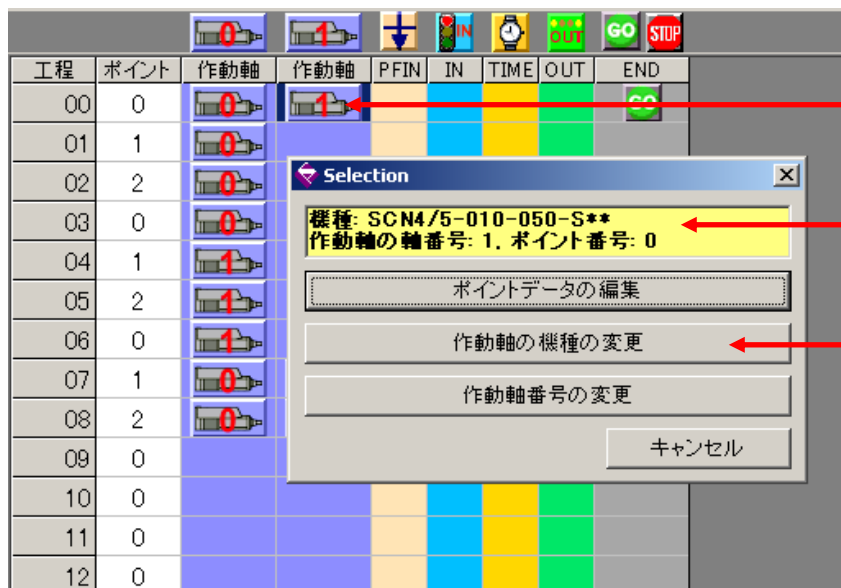 0 1 IN OUT GO STOP
工程 ポイント 作動軸 作動軸 PFIN IN TIME OUT END
00 0 0 1 GO
01 1 0
02 2 0
03 0 0
04 1 1
05 2 1
06 0 1
07 1 0
08 2 0
09 0
10 0
11 0
12 0
Selection
機種: SCN4/5-010-050-S**
作動軸の軸番号: 1, ポイント番号: 0
ポイントデータの編集
作動軸の機種の変更
作動軸番号の変更
キャンセル